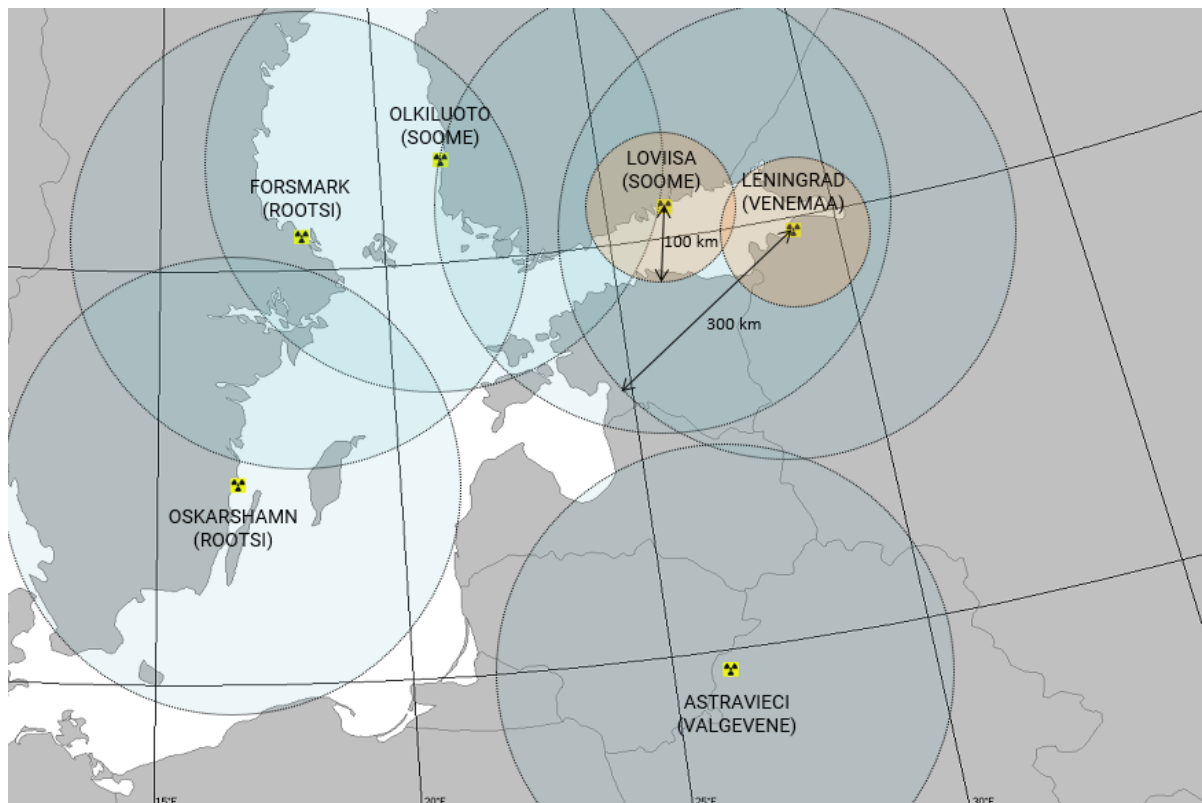 OLKILUOTO
(SOOME)
FORSMARK
(ROOTSI)
LOVIISA
(SOOME)
LENINGRAD
(VENEMAA)
100 km
300 km
OSKARSHAMN
(ROOTSI)
ASTRAVIECI
(VALGEVENE)
15°E
20°E
25°E
30°E